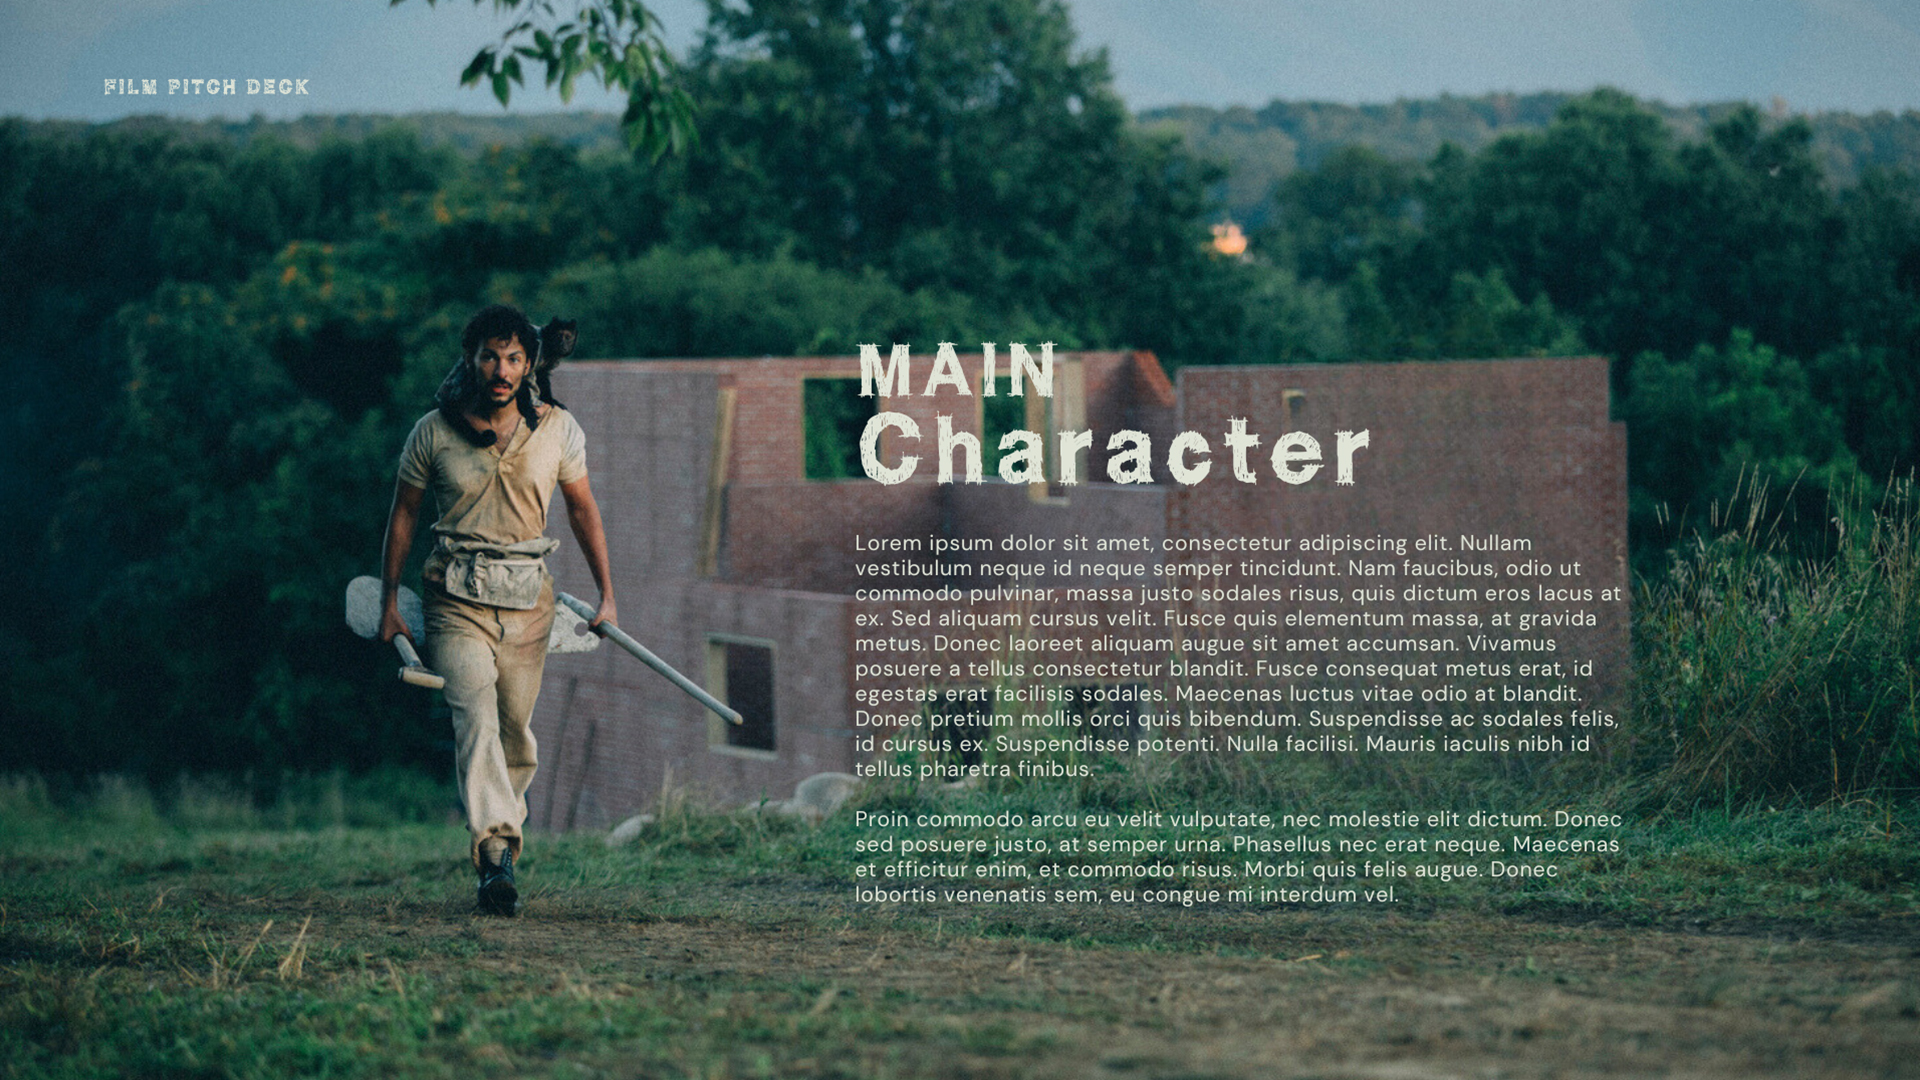 FILM PITCH DECK
MAIN
Character
Lorem ipsum dolor sit amet, consectetur adipiscing elit. Nullam
vestibulum neque id neque semper tincidunt. Nam faucibus, odio ut
commodo pulvinar, massa justo sodales risus, quis dictum eros lacus at
ex. Sed aliquam cursus velit. Fusce quis elementum massa, at gravida
metus. Donec laoreet aliquam augue sit amet accumsan. Vivamus
posuere a tellus consectetur blandit. Fusce consequat metus erat, id
egestas erat facilisis sodales. Maecenas luctus vitae odio at blandit.
Donec pretium mollis orci quis bibendum. Suspendisse ac sodales felis,
id cursus ex. Suspendisse potenti. Nulla facilisi. Mauris iaculis nibh id
tellus pharetra finibus.
Proin commodo arcu eu velit vulputate, nec molestie elit dictum. Donec
sed posuere justo, at semper urna. Phasellus nec erat neque. Maecenas
et efficitur enim, et commodo risus. Morbi quis felis augue. Donec
lobortis venenatis sem, eu congue mi interdum vel.